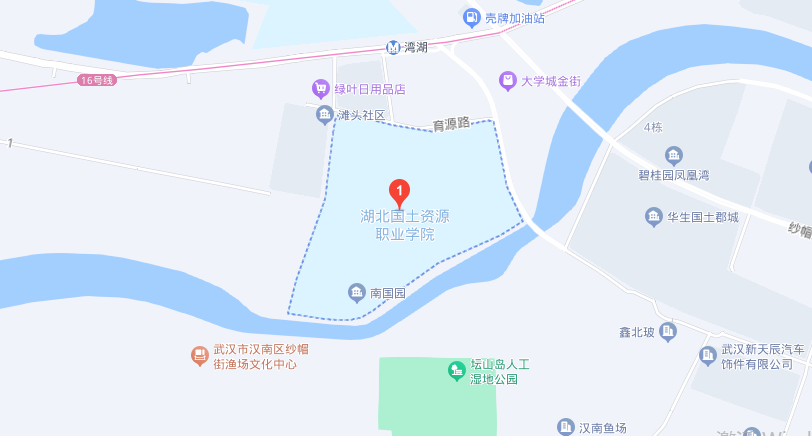 壳牌加油站
湾湖
16号线
大学城金街
绿叶日用品店
滩头社区
育源路
4栋
1
碧桂园凤凰湾
1
湖北国土资源
职业学院
华生国土郡城
纱帽
南国园
鑫北玻
武汉市汉南区纱帽
街渔场文化中心
武汉新天辰汽车
饰件有限公司
坛山岛人工
湿地公园
汉南鱼场